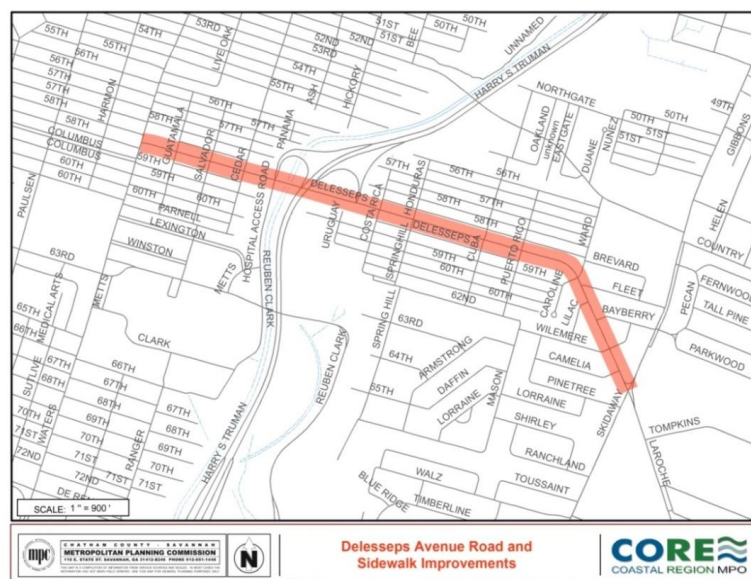 55TH
54TH
53RD
LIVE OAK
52ND
53RD
51ST
51ST
BEE
50TH
50TH
UNNAMED
56TH
55TH
57TH
57TH
58TH
58TH
HARMON
54TH
55TH
ASH
HICKORY
HARRY S TRUMAN
NORTHGATE
OAKLAND
unknown
EASTGATE
DUANE
NUNEZ
50TH
50TH
51ST
51ST
49TH
GIBBONS
COLUMBUS
COLUMBUS
58TH
56TH
57TH
57TH
PANAMA
GUATAMALA
SALVADOR
CEDAR
60TH
60TH
59TH
59TH
60TH
PAULSEN
PARNELL
LEXINGTON
WINSTON
METTS
METTS
HOSPITAL ACCESS ROAD
REUBEN CLARK
DELESSEPS
URUGUAY
COSTA RICA
57TH
HONDURAS
SPRINGHILL
56TH
56TH
58TH
57TH
58TH
DELESSEPS
CUBA
PUERTO RICO
59TH
59TH
60TH
60TH
62ND
WARD
HELEN
COUNTRY
BREVARD
FLEET
BAYBERRY
CAROLINE
LILAC
PECAN
FERNWOOD
TALL PINE
PARKWOOD
63RD
MEDICAL ARTS
CLARK
SPRING HILL
63RD
64TH
65TH
ARMSTRONG
DAFFIN
LORRAINE
MASON
WILEMERE
CAMELIA
PINETREE
LORRAINE
SHIRLEY
RANCHLAND
TOUSSAINT
SKIDAWAY
TOMPKINS
LAROCHE
65TH
66TH
SUTLIVE
67TH
68TH
WATERS
70TH
71ST
72ND
66TH
67TH
68TH
69TH
70TH
71ST
RANGER
67TH
68TH
69TH
70TH
71ST
HARRY S TRUMAN
REUBEN CLARK
WALZ
BLUE RIDGE
TIMBERLINE
SCALE: 1 " = 900 '
mpc
CHATHAM COUNTY - SAVANNAH
METROPOLITAN PLANNING COMMISSION
N
Delesseps Avenue Road and
Sidewalk Improvements
CORE
COASTAL REGION MPO